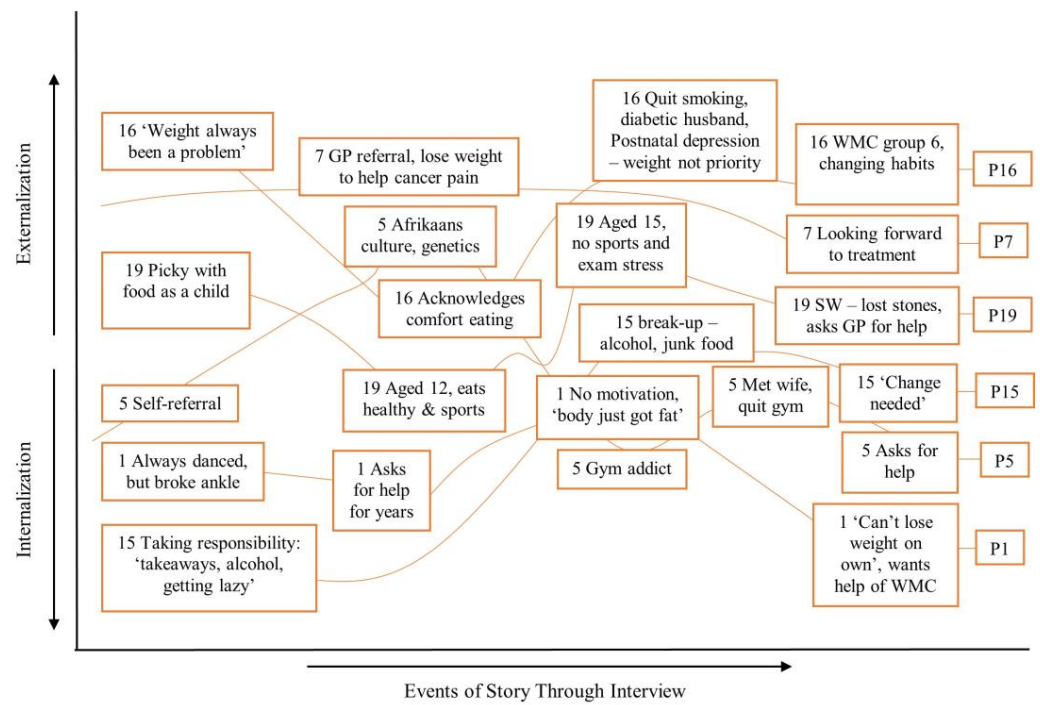 Externalization
Internalization
16 ‘Weight always
been a problem’
7 GP referral, lose weight
to help cancer pain
16 Quit smoking,
diabetic husband,
Postnatal depression
– weight not priority
16 WMC group 6,
changing habits
P16
5 Afrikaans
culture, genetics
19 Aged 15,
no sports and
exam stress
7 Looking forward
to treatment
P7
19 Picky with
food as a child
16 Acknowledges
comfort eating
19 SW – lost stones,
asks GP for help
P19
15 break-up –
alcohol, junk food
5 Self-referral
19 Aged 12, eats
healthy & sports
1 No motivation,
‘body just got fat’
5 Met wife,
quit gym
15 ‘Change
needed’
P15
1 Always danced,
but broke ankle
1 Asks
for help
for years
5 Gym addict
5 Asks for
help
P5
15 Taking responsibility:
‘takeaways, alcohol,
getting lazy’
1 ‘Can’t lose
weight on
own’, wants
help of WMC
P1
Events of Story Through Interview